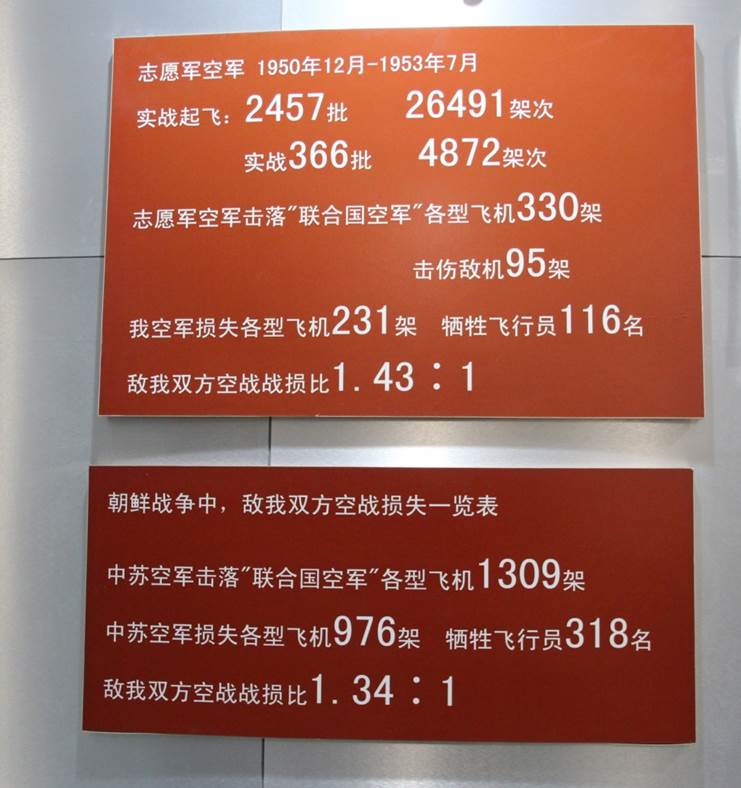 志愿军空军 1950年12月-1953年7月
实战起飞：2457批 26491架次
实战366批 4872架次
志愿军空军击落"联合国空军"各型飞机330架
击伤敌机95架
我空军损失各型飞机231架 牺牲飞行员116名
敌我双方空战战损比1.43：1
朝鲜战争中，敌我双方空战损失一览表
中苏空军击落"联合国空军"各型飞机1309架
中苏空军损失各型飞机976架 牺牲飞行员318名
敌我双方空战战损比1.34：1